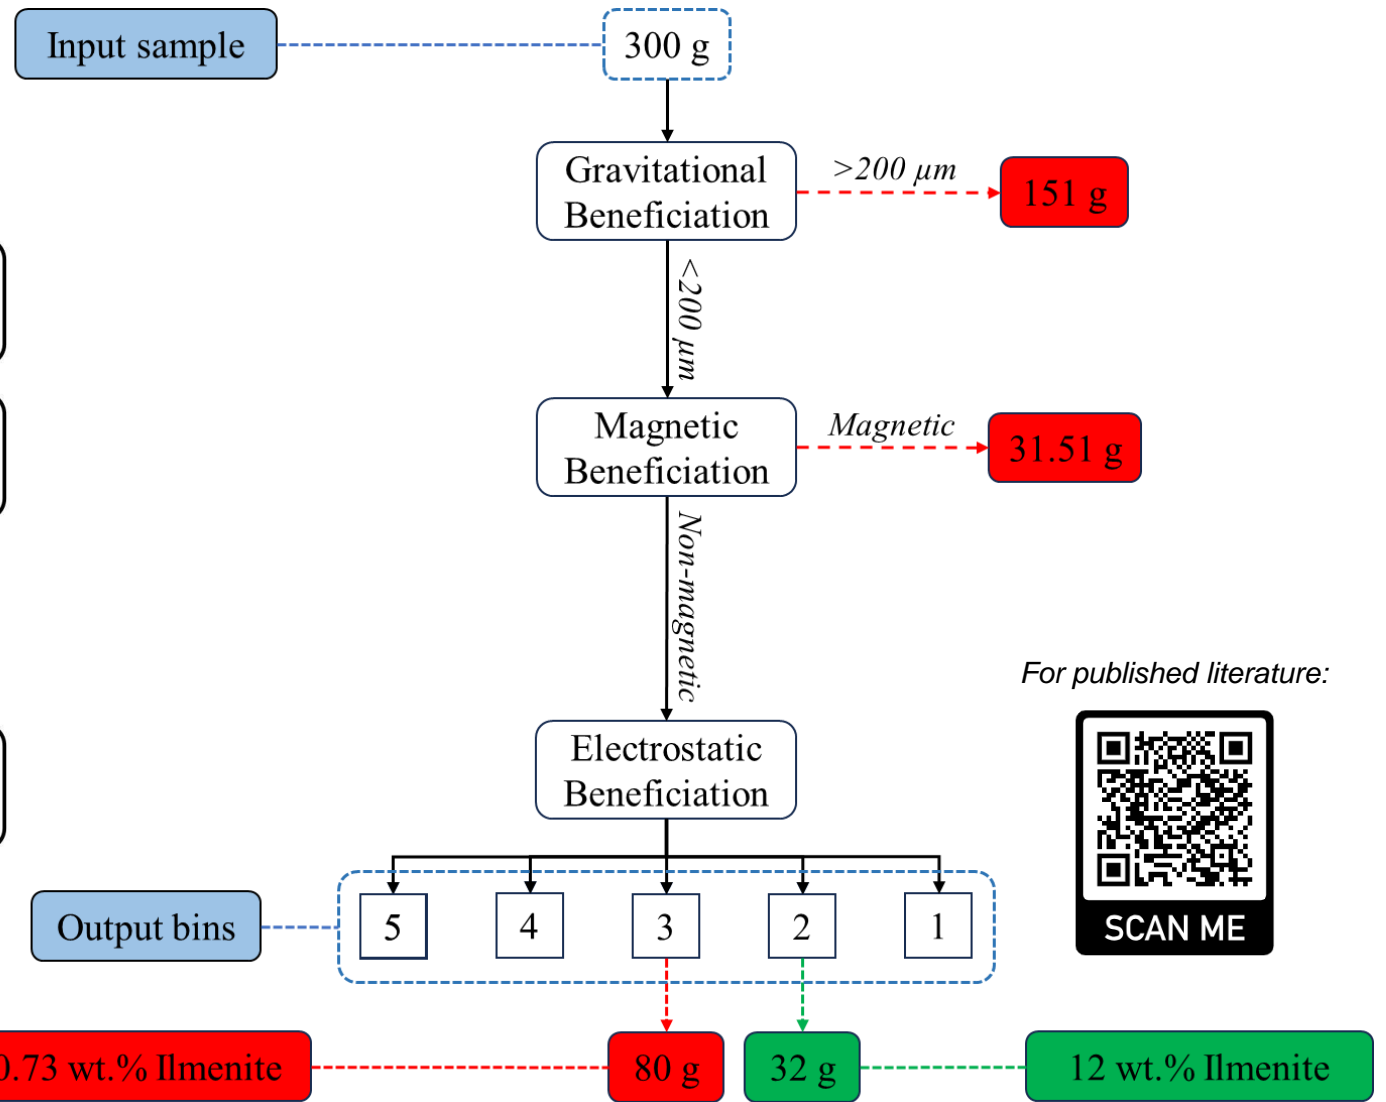 Input sample
300 g
Gravitational
Beneficiation
>200 µm
151 g
<200 µm
Magnetic
Beneficiation
Magnetic
31.51 g
Non-magnetic
For published literature:
Electrostatic
Beneficiation
SCAN ME
Output bins
5
4
3
2
1
0.73 wt.% Ilmenite
80 g
32 g
12 wt.% Ilmenite